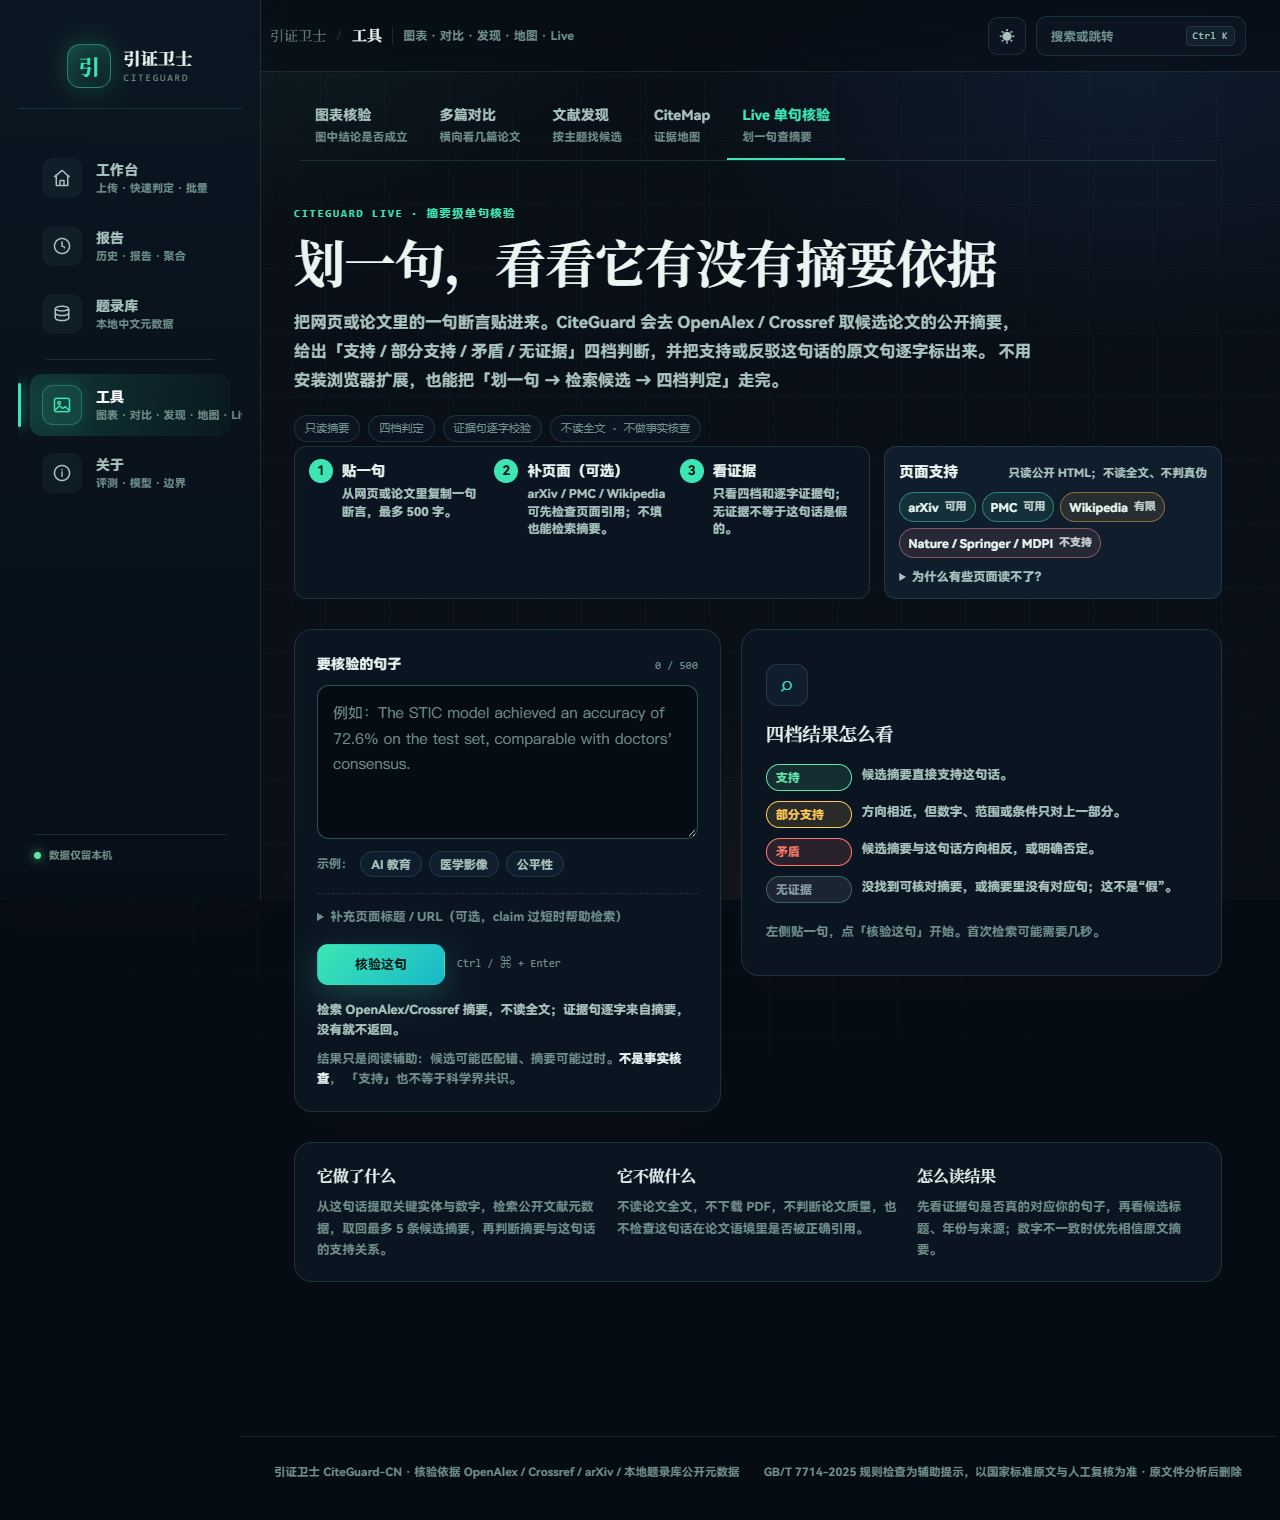 引 引证卫士
CITEGUARD
工作台
上传 · 快速判定 · 批量
报告
历史 · 报告 · 聚合
题录库
本地中文元数据
工具
图表 · 对比 · 发现 · 地图 · Li
关于
评测 · 模型 · 边界
数据仅留本机
引证卫士 / 工具 图表 · 对比 · 发现 · 地图 · Live
搜索或跳转 Ctrl K
图表核验
图中结论是否成立
多篇对比
横向看几篇论文
文献发现
按主题找候选
CiteMap
证据地图
Live 单句核验
划一句查摘要
CITEGUARD LIVE · 摘要级单句核验
划一句，看看它有没有摘要依据
把网页或论文里的一句断言贴进来。CiteGuard 会去 OpenAlex / Crossref 取候选论文的公开摘要，
给出「支持 / 部分支持 / 矛盾 / 无证据」四档判断，并把支持或反驳这句话的原文句逐字标出来。 不用
安装浏览器扩展，也能把「划一句 → 检索候选 → 四档判定」走完。
只读摘要 四档判定 证据句逐字校验 不读全文 · 不做事实核查
1 贴一句
从网页或论文里复制一句
断言，最多 500 字。
2 补页面（可选）
arXiv / PMC / Wikipedia
可先检查页面引用；不填
也能检索摘要。
3 看证据
只看四档和逐字证据句；
无证据不等于这句话是假
的。
页面支持 只读公开 HTML；不读全文、不判真伪
arXiv 可用 PMC 可用 Wikipedia 有限
Nature / Springer / MDPI 不支持
▶ 为什么有些页面读不了？
要核验的句子 0 / 500
例如：The STIC model achieved an accuracy of
72.6% on the test set, comparable with doctors’
consensus.
示例： AI 教育 医学影像 公平性
▶ 补充页面标题 / URL（可选，claim 过短时帮助检索）
核验这句 Ctrl / ⌘ + Enter
检索 OpenAlex/Crossref 摘要，不读全文；证据句逐字来自摘要，
没有就不返回。
结果只是阅读辅助：候选可能匹配错、摘要可能过时。不是事实核
查， 「支持」也不等于科学界共识。
四档结果怎么看
支持 候选摘要直接支持这句话。
部分支持 方向相近，但数字、范围或条件只对上一部分。
矛盾 候选摘要与这句话方向相反，或明确否定。
无证据 没找到可核对摘要，或摘要里没有对应句；这不是“假”。
左侧贴一句，点「核验这句」开始。首次检索可能需要几秒。
它做了什么
从这句话提取关键实体与数字，检索公开文献元数
据，取回最多 5 条候选摘要，再判断摘要与这句话
的支持关系。
它不做什么
不读论文全文，不下载 PDF，不判断论文质量，也
不检查这句话在论文语境里是否被正确引用。
怎么读结果
先看证据句是否真的对应你的句子，再看候选标
题、年份与来源；数字不一致时优先相信原文摘
要。
引证卫士 CiteGuard-CN · 核验依据 OpenAlex / Crossref / arXiv / 本地题录库公开元数据 GB/T 7714-2025 规则检查为辅助提示，以国家标准原文与人工复核为准 · 原文件分析后删除